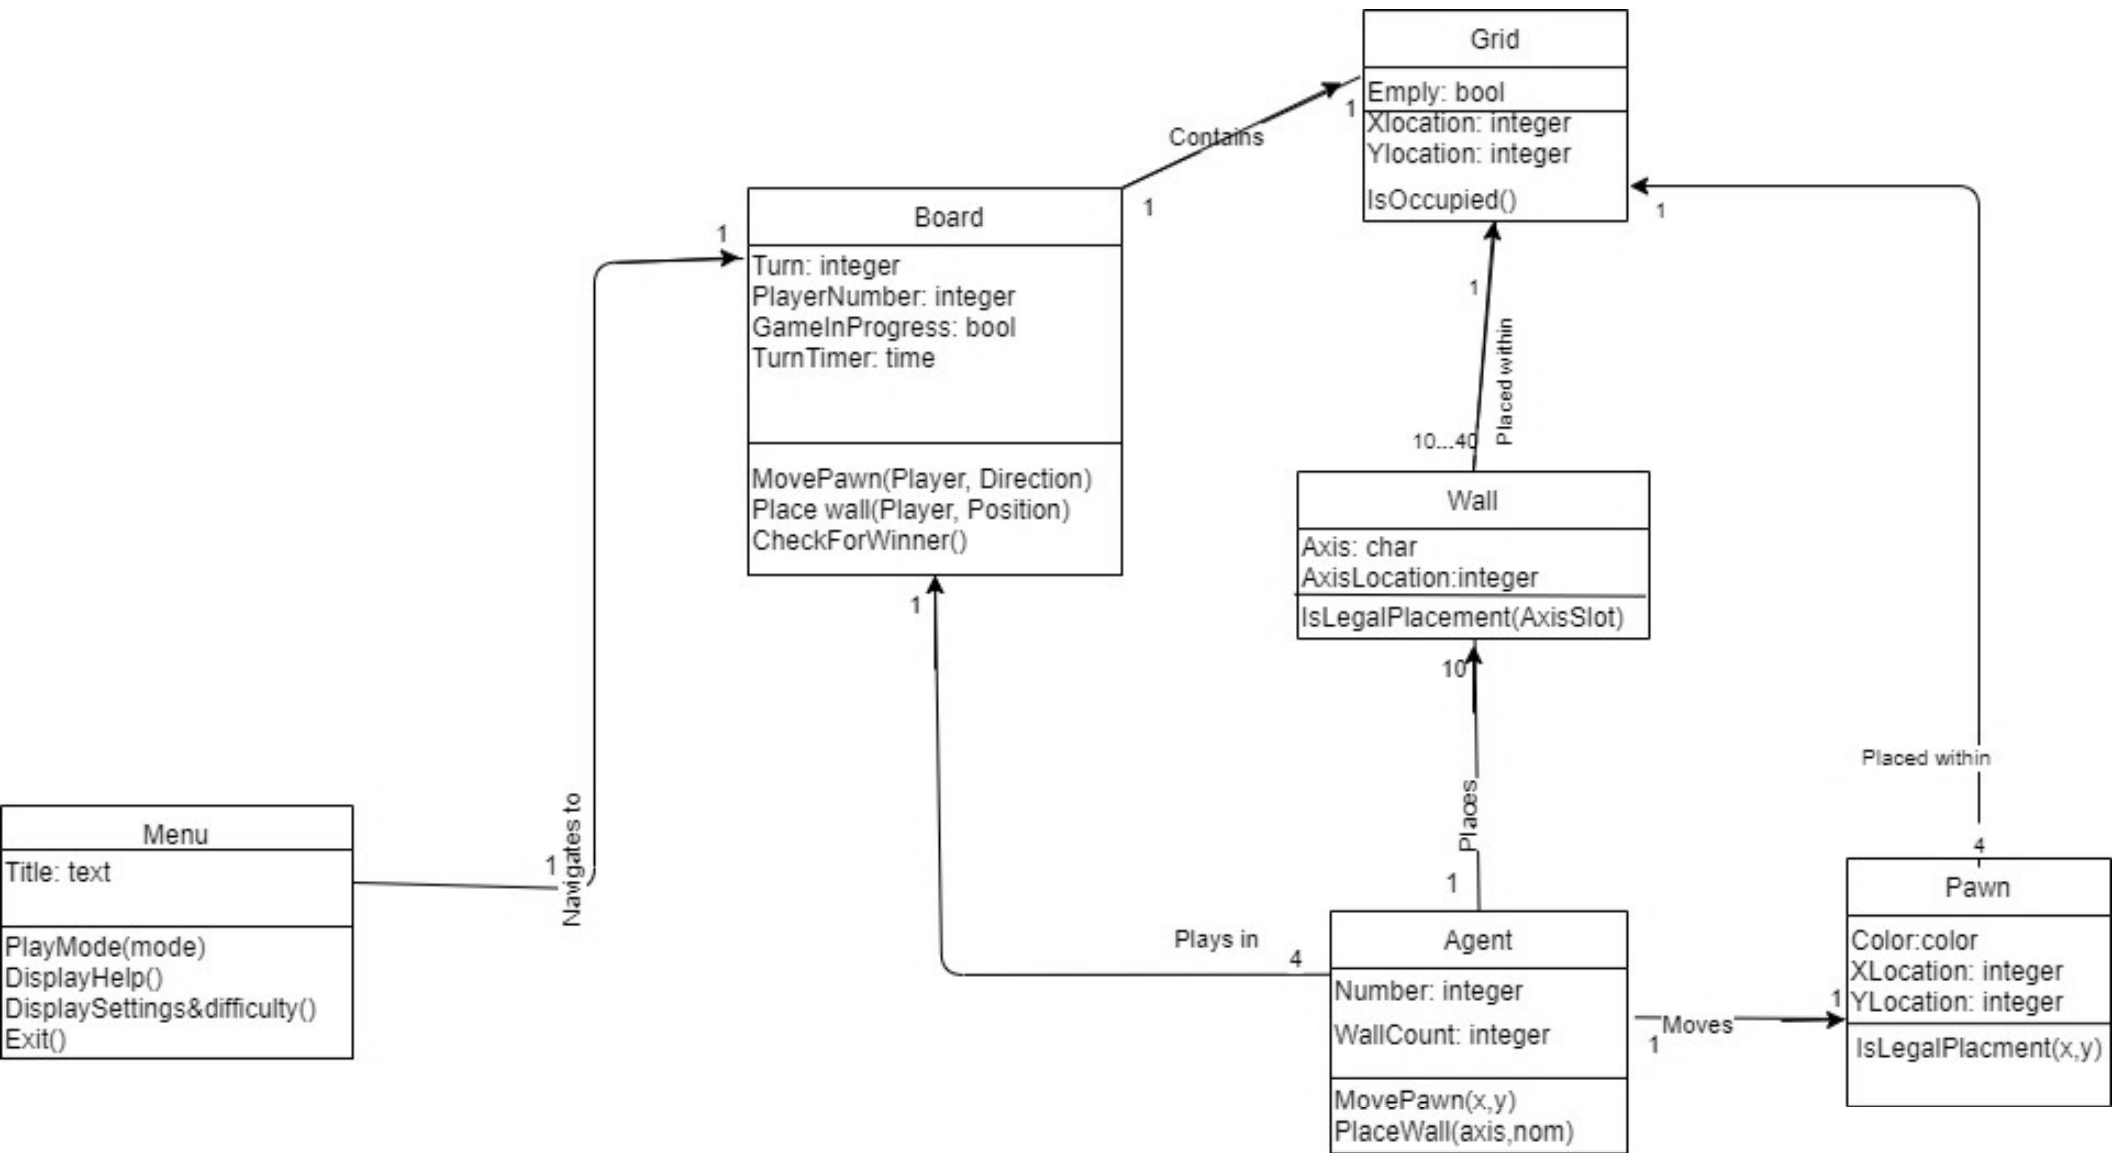 Grid
Emply: bool
Xlocation: integer
Ylocation: integer
IsOccupied()
1
Contains
1
1
Board
Turn: integer
PlayerNumber: integer
GameInProgress: bool
TurnTimer: time
MovePawn(Player, Direction)
Place wall(Player, Position)
CheckForWinner()
1
1
1
Placed within
10...40
Wall
Axis: char
AxisLocation:integer
IsLegalPlacement(AxisSlot)
10
Places
1
Placed within
4
Menu
Title: text
PlayMode(mode)
DisplayHelp()
DisplaySettings&difficulty()
Exit()
1
Navigates to
Plays in
4
Agent
Number: integer
WallCount: integer
MovePawn(x,y)
PlaceWall(axis,nom)
Moves
1
1
Pawn
Color:color
XLocation: integer
YLocation: integer
IsLegalPlacment(x,y)